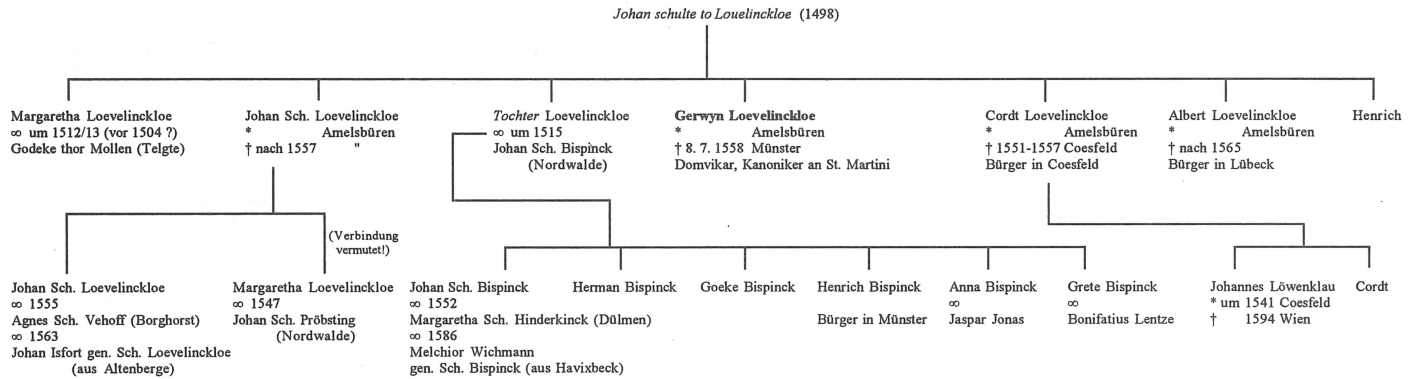 Johan schulte to Louelinckloe (1498)
Margaretha Loevelinckloe
∞ um 1512/13 (vor 1504 ?)
Godeke thor Mollen (Telgte)
Johan Sch. Loevelinckloe
* Amelsbüren
† nach 1557 "
Tochter Loevelinckloe
∞ um 1515
Johan Sch. Bispinck
(Nordwalde)
Gerwyn Loevelinckloe
* Amelsbüren
† 8. 7. 1558 Münster
Domvikar, Kanoniker an St. Martini
Cordt Loevelinckloe
* Amelsbüren
† 1551-1557 Coesfeld
Bürger in Coesfeld
Albert Loevelinckloe
* Amelsbüren
† nach 1565
Bürger in Lübeck
Henrich
(Verbindung
vermutet!)
Johan Sch. Loevelinckloe
∞ 1555
Agnes Sch. Vehoff (Borghorst)
∞ 1563
Johan Isfort gen. Sch. Loevelinckloe
(aus Altenberge)
Margaretha Loevelinckloe
∞ 1547
Johan Sch. Pröbsting
(Nordwalde)
Johan Sch. Bispinck
∞ 1552
Margaretha Sch. Hinderkinck (Dülmen)
∞ 1586
Melchior Wichmann
gen. Sch. Bispinck (aus Havixbeck)
Herman Bispinck
Goeke Bispinck
Henrich Bispinck
Bürger in Münster
Anna Bispinck
∞
Jaspar Jonas
Grete Bispinck
∞
Bonifatius Lentze
Johannes Löwenklau
* um 1541 Coesfeld
† 1594 Wien
Cordt